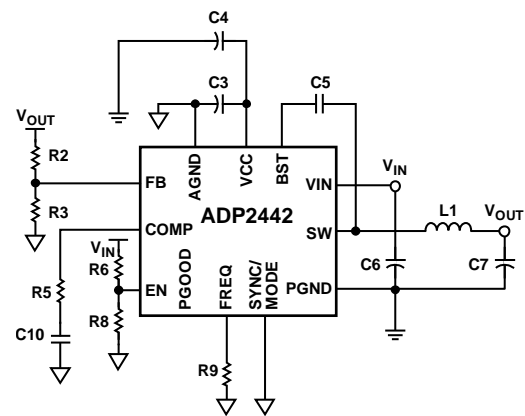 C4
C3
C5
VOUT
R2
R3
AGND
VCC
BST
FB
VIN
VIN
ADP2442
COMP
SW
L1
VOUT
VIN
R6
R5
EN
PGOOD
FREQ
SYNC/
MODE
PGND
C6
C7
R8
C10
R9